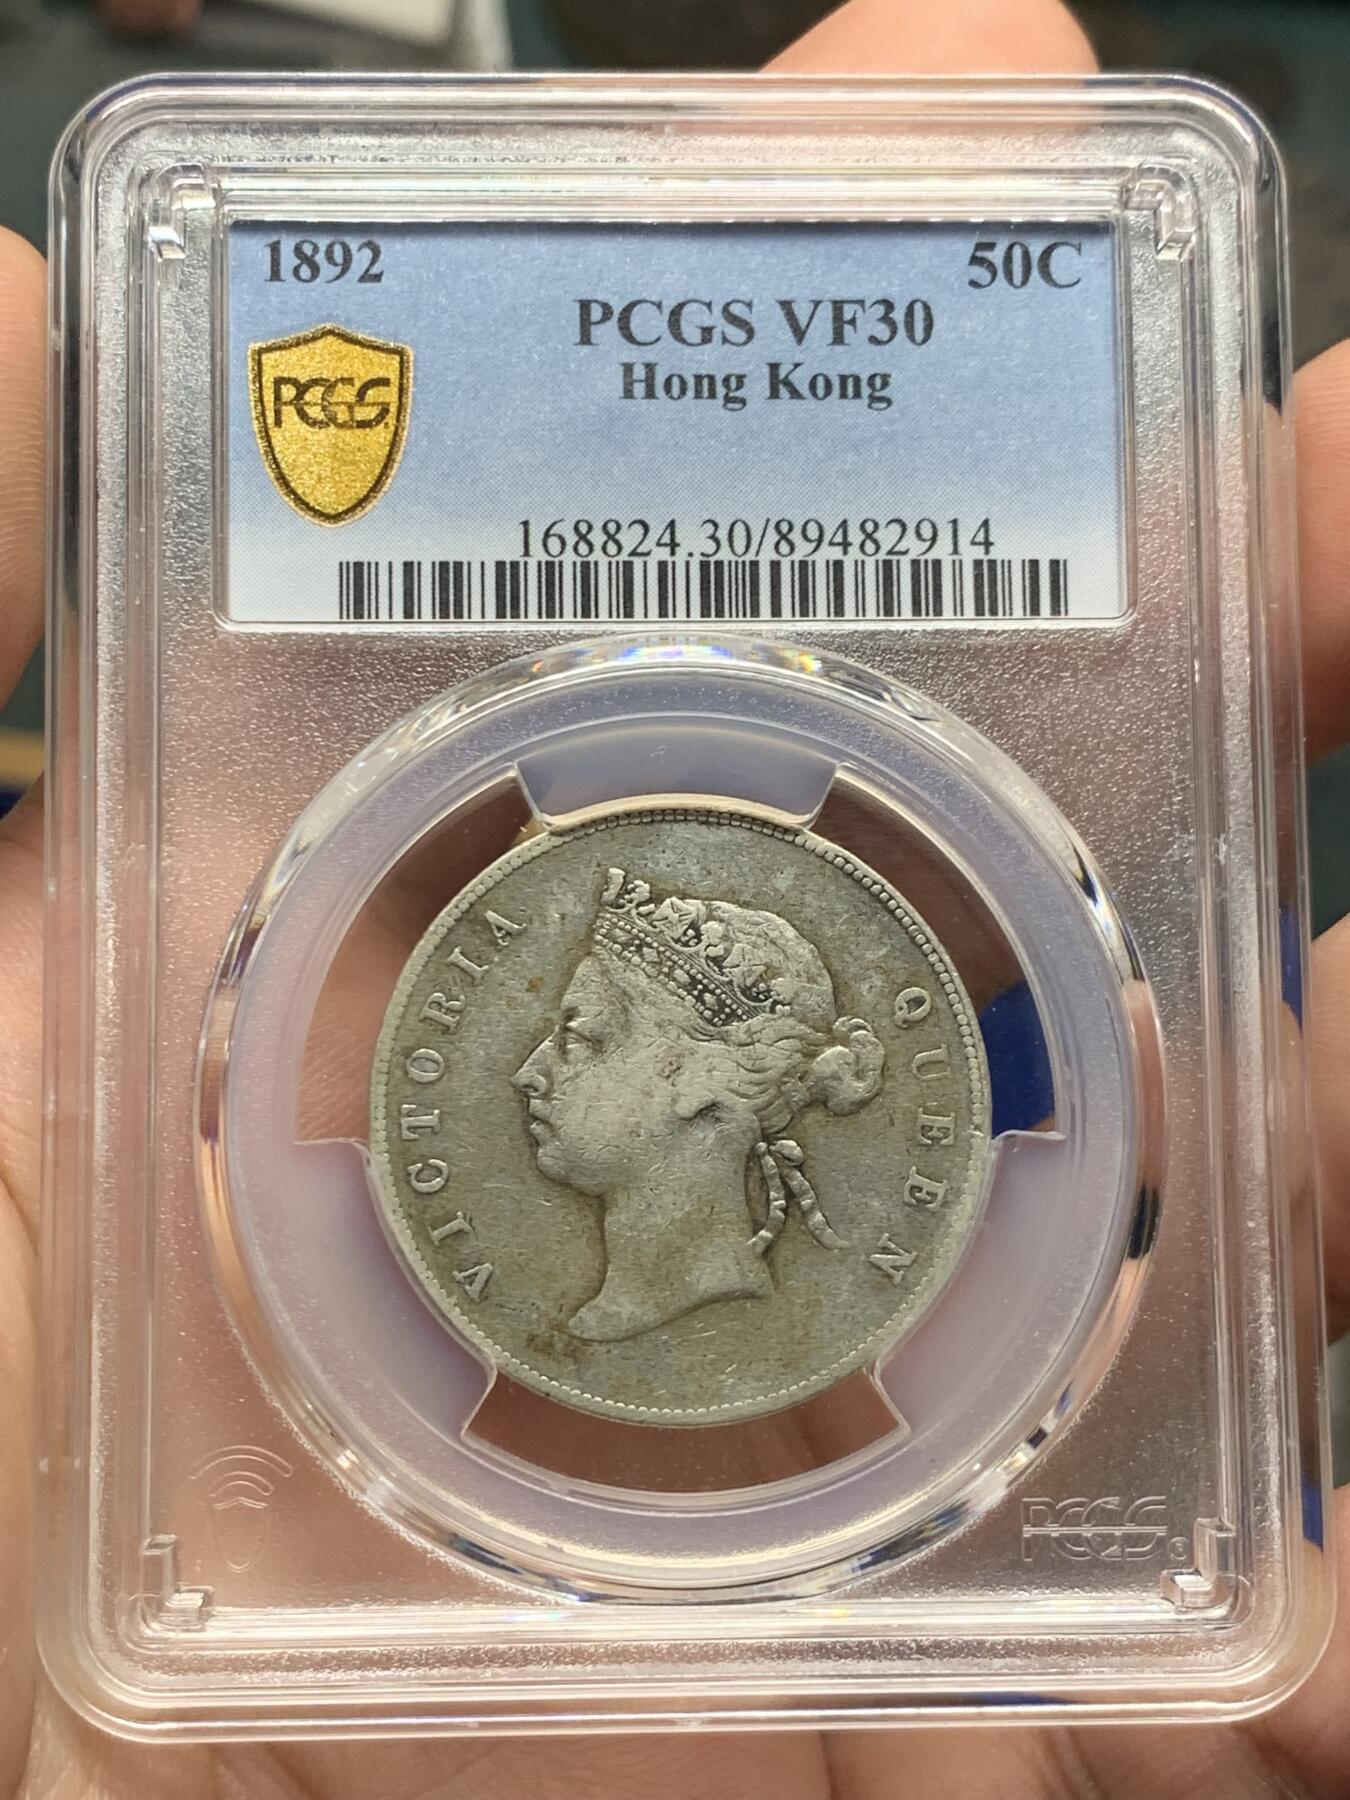 1892
50C
PCGS VF30
Hong Kong
PCGS
168824.30/89482914
VICTORIA
QUEEN
PCGS